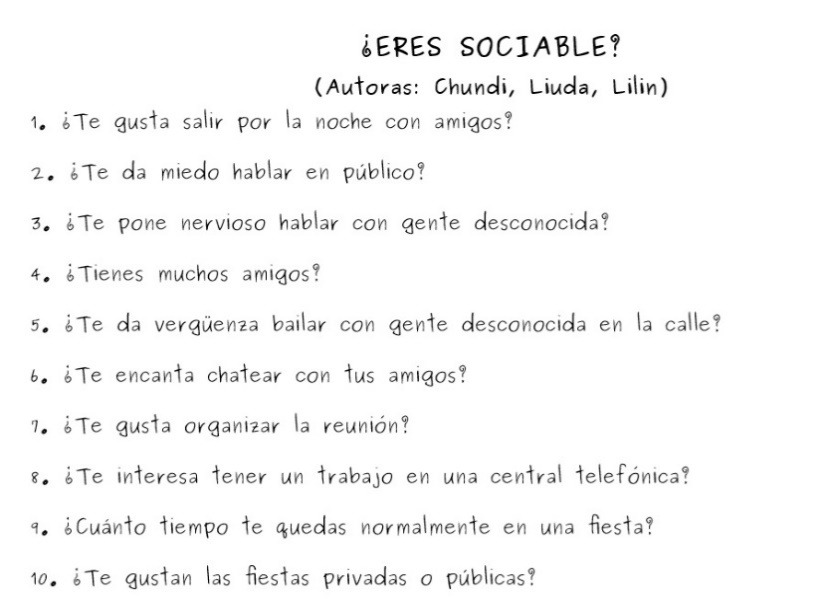 ¿ERES SOCIABLE?
(Autoras: Chundi, Liuda, Lilin)
1. ¿Te gusta salir por la noche con amigos?
2. ¿Te da miedo hablar en público?
3. ¿Te pone nervioso hablar con gente desconocida?
4. ¿Tienes muchos amigos?
5. ¿Te da vergüenza bailar con gente desconocida en la calle?
6. ¿Te encanta chatear con tus amigos?
7. ¿Te gusta organizar la reunión?
8. ¿Te interesa tener un trabajo en una central telefónica?
9. ¿Cuánto tiempo te quedas normalmente en una fiesta?
10. ¿Te gustan las fiestas privadas o públicas?